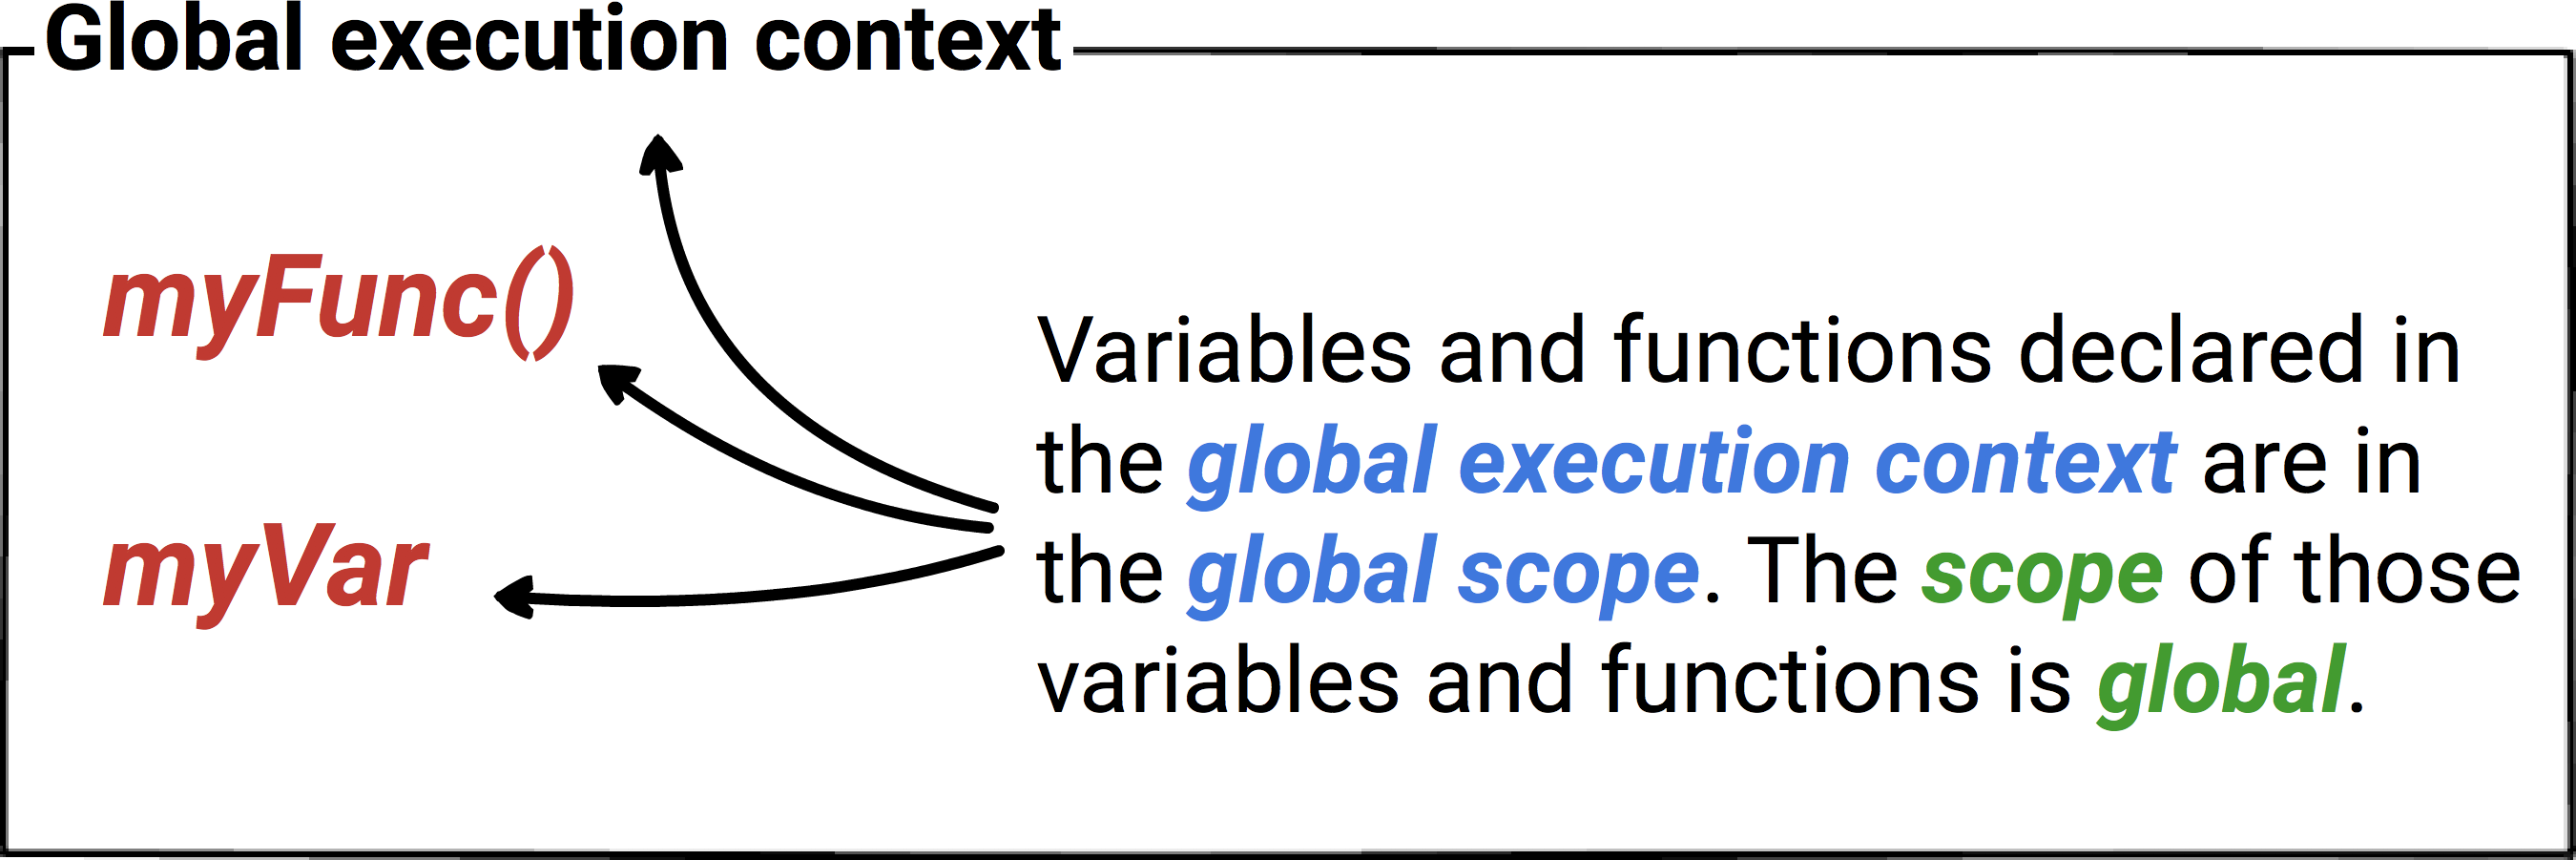 Global execution context
myFunc()
myVar
Variables and functions declared in
the global execution context are in
the global scope. The scope of those
variables and functions is global.